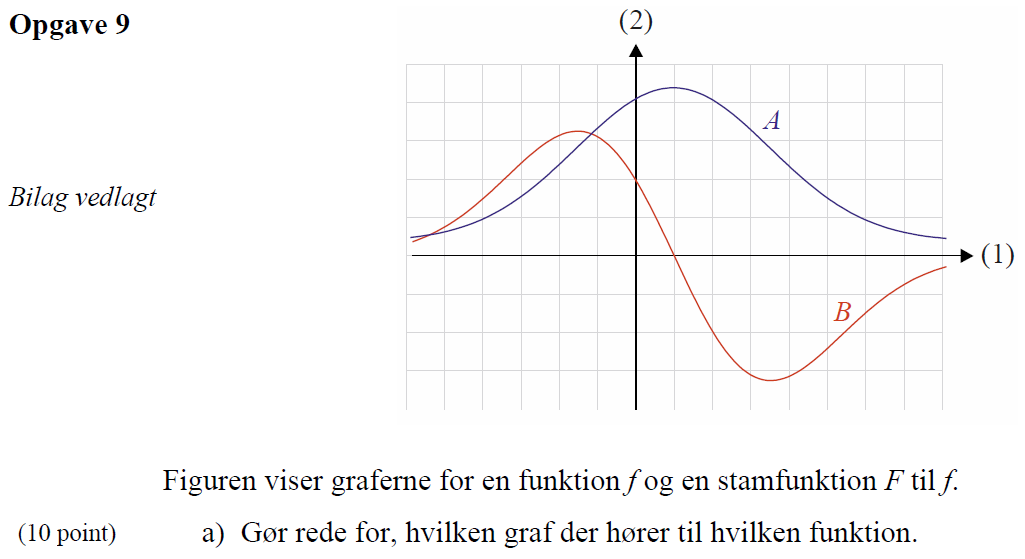 Opgave 9
(2)
A
Bilag vedlagt
(1)
B
Figuren viser graferne for en funktion f og en stamfunktion F til f.
(10 point) a) Gør rede for, hvilken graf der hører til hvilken funktion.